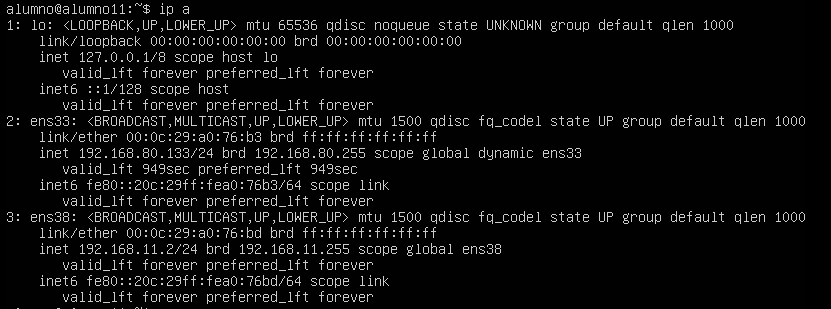 alumno@alumno11:~$ ip a
1: lo: <LOOPBACK,UP,LOWER_UP> mtu 65536 qdisc noqueue state UNKNOWN group default qlen 1000
    link/loopback 00:00:00:00:00:00 brd 00:00:00:00:00:00
    inet 127.0.0.1/8 scope host lo
       valid_lft forever preferred_lft forever
    inet6 ::1/128 scope host
       valid_lft forever preferred_lft forever
2: ens33: <BROADCAST,MULTICAST,UP,LOWER_UP> mtu 1500 qdisc fq_codel state UP group default qlen 1000
    link/ether 00:0c:29:a0:76:b3 brd ff:ff:ff:ff:ff:ff
    inet 192.168.80.133/24 brd 192.168.80.255 scope global dynamic ens33
       valid_lft 949sec preferred_lft 949sec
    inet6 fe80::20c:29ff:fea0:76b3/64 scope link
       valid_lft forever preferred_lft forever
3: ens38: <BROADCAST,MULTICAST,UP,LOWER_UP> mtu 1500 qdisc fq_codel state UP group default qlen 1000
    link/ether 00:0c:29:a0:76:bd brd ff:ff:ff:ff:ff:ff
    inet 192.168.11.2/24 brd 192.168.11.255 scope global ens38
       valid_lft forever preferred_lft forever
    inet6 fe80::20c:29ff:fea0:76bd/64 scope link
       valid_lft forever preferred_lft forever